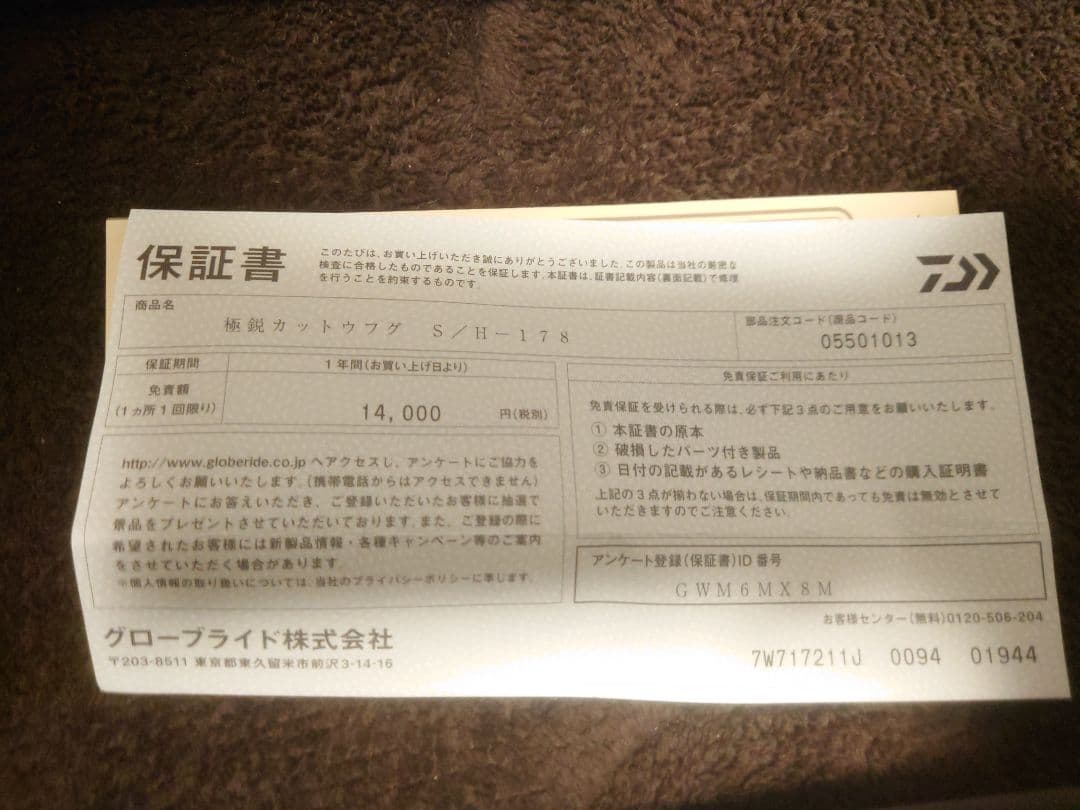 保証書
このたびは、お買い上げいただき誠にありがとうございました。この製品は当社の厳密な
検査に合格したものであることを保証します。本証書は、証書記載内容(裏面記載)で修理
を行うことを約束するものです。
商品名
極鋭カットウフグ S/H-178
部品注文コード(商品コード)
05501013
保証期間
1年間(お買い上げ日より)
免責額
(1ヵ所1回限り)
14,000 円(税別)
http://www.globeride.co.jp へアクセスし、アンケートにご協力を
よろしくお願いいたします。(携帯電話からはアクセスできません)
アンケートにお答えいただき、ご登録いただいたお客様に抽選で
景品をプレゼントさせていただいております。また、ご登録の際に
希望されたお客様には新製品情報・各種キャンペーン等のご案内
をさせていただく場合があります。
※個人情報の取り扱いについては、当社のプライバシーポリシーに準じます。
免責保証ご利用にあたり
免責保証を受けられる際は、必ず下記3点のご用意をお願いいたします。
① 本証書の原本
② 破損したパーツ付き製品
③ 日付の記載があるレシートや納品書などの購入証明書
上記の3点が揃わない場合は、保証期間内であっても免責は無効とさせて
いただきますのでご注意ください。
アンケート登録(保証書)ID番号
GWM6MX8M
お客様センター(無料)0120-506-204
グローブライド株式会社
〒203-8511 東京都東久留米市前沢3-14-16
7W717211J 0094 01944